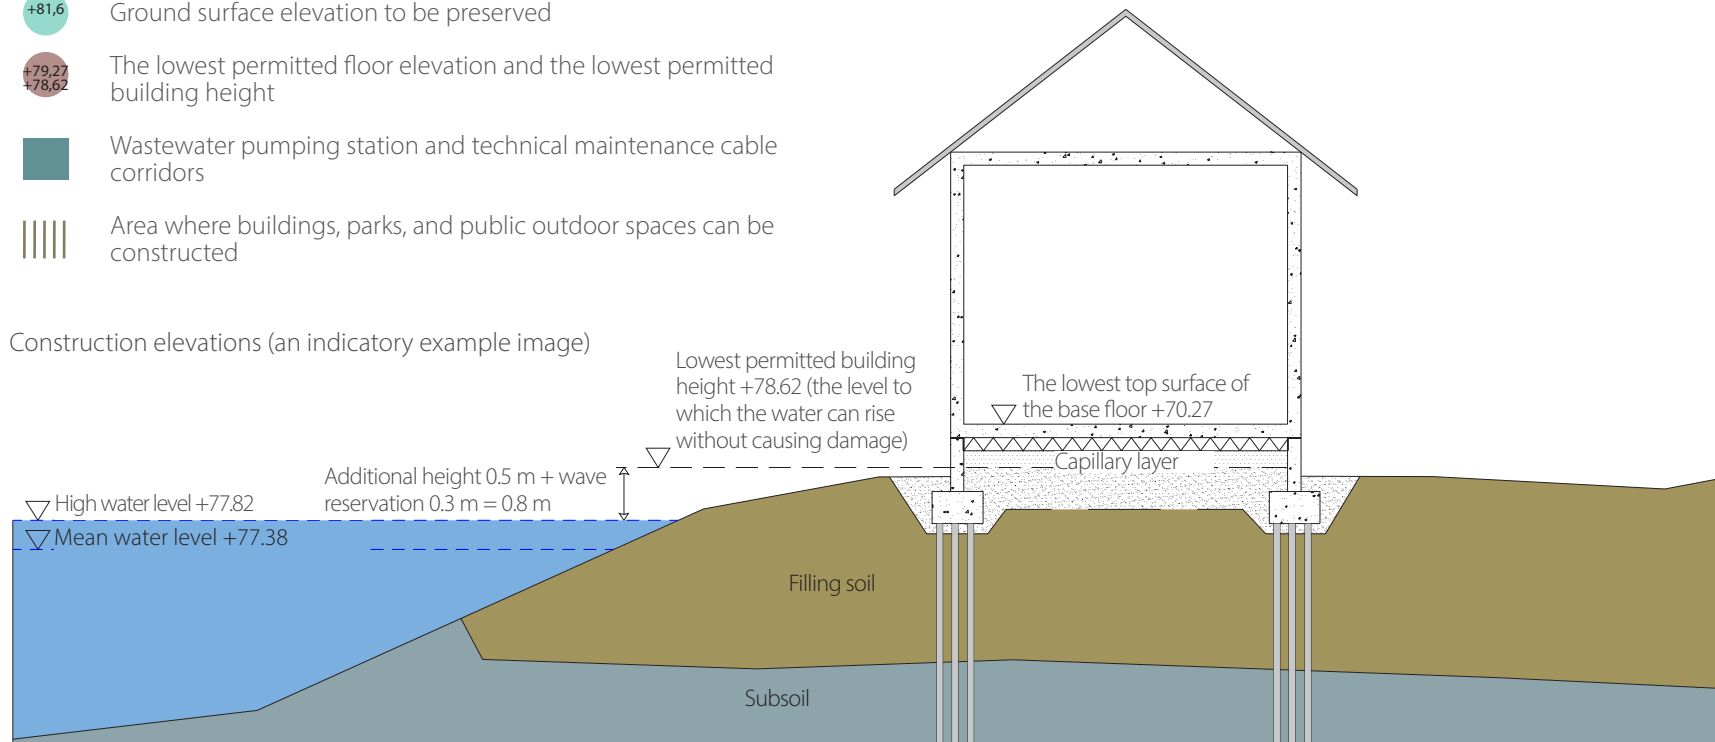 +81,6
Ground surface elevation to be preserved
+79,27
+78,62
The lowest permitted floor elevation and the lowest permitted
building height
Wastewater pumping station and technical maintenance cable
corridors
Area where buildings, parks, and public outdoor spaces can be
constructed
Construction elevations (an indicatory example image)
Lowest permitted building
height +78.62 (the level to
which the water can rise
without causing damage)
The lowest top surface of
the base floor +70.27
Capillary layer
Additional height 0.5 m + wave
reservation 0.3 m = 0.8 m
High water level +77.82
Mean water level +77.38
Filling soil
Subsoil